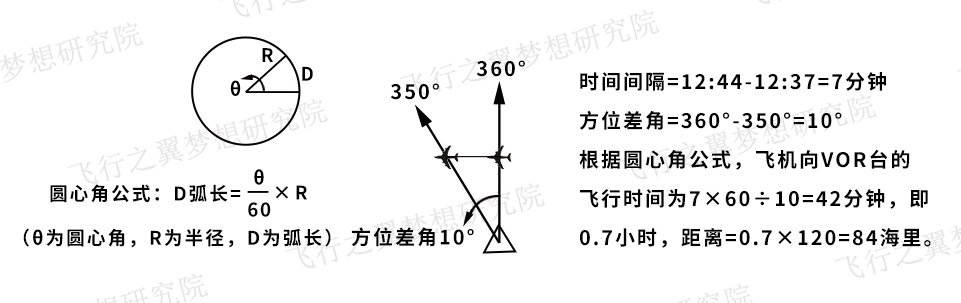 R
D
θ
圆心角公式：D弧长=θ/60×R
（θ为圆心角，R为半径，D为弧长）
360°
350°
方位差角10°
时间间隔=12:44-12:37=7分钟
方位差角=360°-350°=10°
根据圆心角公式，飞机向VOR台的
飞行时间为7×60÷10=42分钟，即
0.7小时，距离=0.7×120=84海里。
飞行之翼梦想研究院